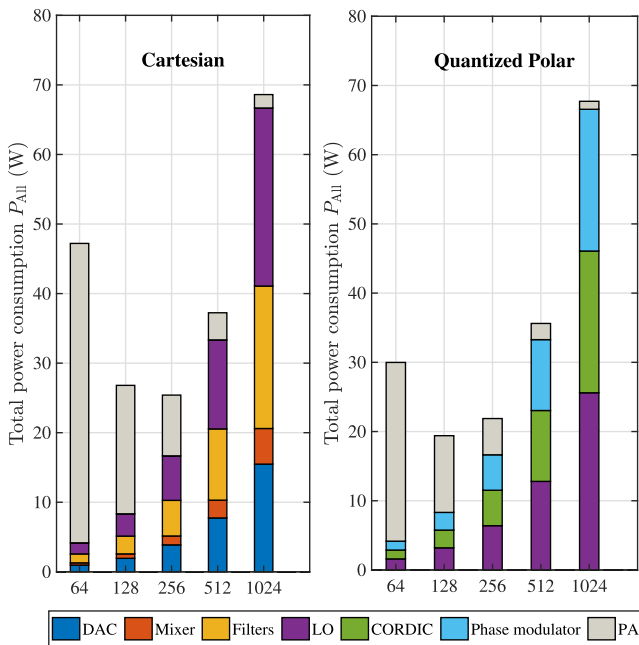 Cartesian
Total power consumption P_All (W)
80
70
60
50
40
30
20
10
0
64 128 256 512 1024
Quantized Polar
Total power consumption P_All (W)
80
70
60
50
40
30
20
10
0
64 128 256 512 1024
DAC Mixer Filters LO CORDIC Phase modulator PA